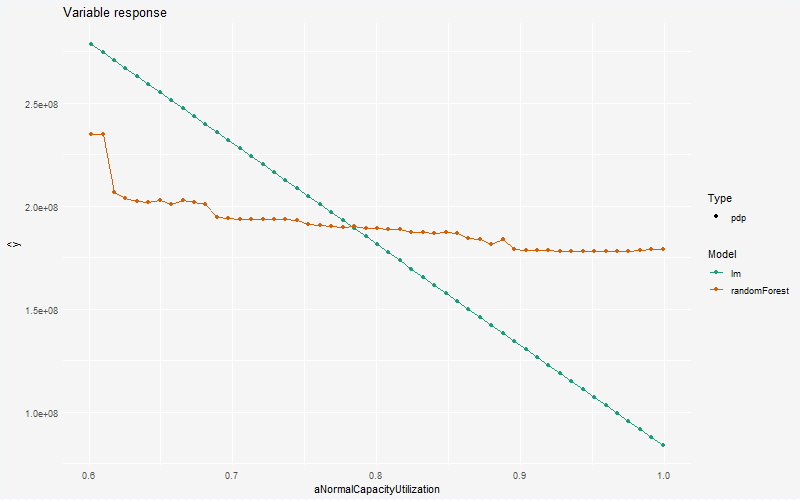 Variable response
2.5e+08
2.0e+08
1.5e+08
1.0e+08
ŷ
0.6 0.7 0.8 0.9 1.0
aNormalCapacityUtilization
Type
pdp
Model
lm
randomForest